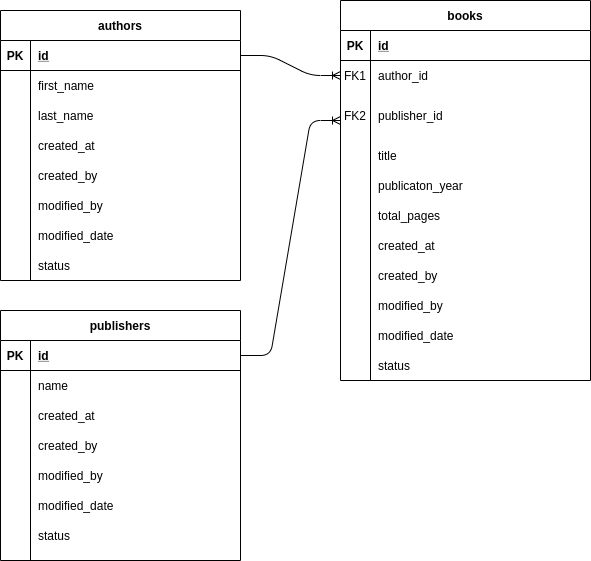 authors
PK id
first_name
last_name
created_at
created_by
modified_by
modified_date
status
publishers
PK id
name
created_at
created_by
modified_by
modified_date
status
books
PK id
FK1 author_id
FK2 publisher_id
title
publicaton_year
total_pages
created_at
created_by
modified_by
modified_date
status